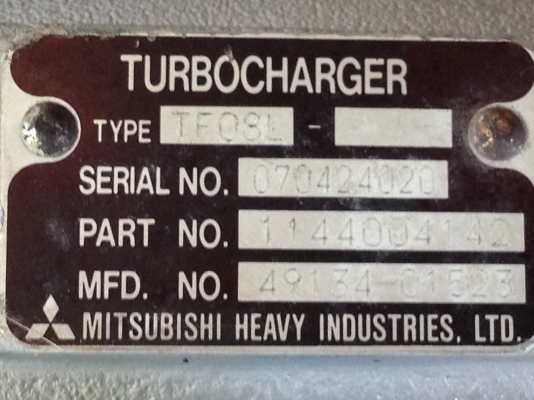 TURBOCHARGER
TYPE TF08L -
SERIAL NO. 070424020
PART NO. 1144004142
MFD. NO. 49134-01523
MITSUBISHI HEAVY INDUSTRIES, LTD.